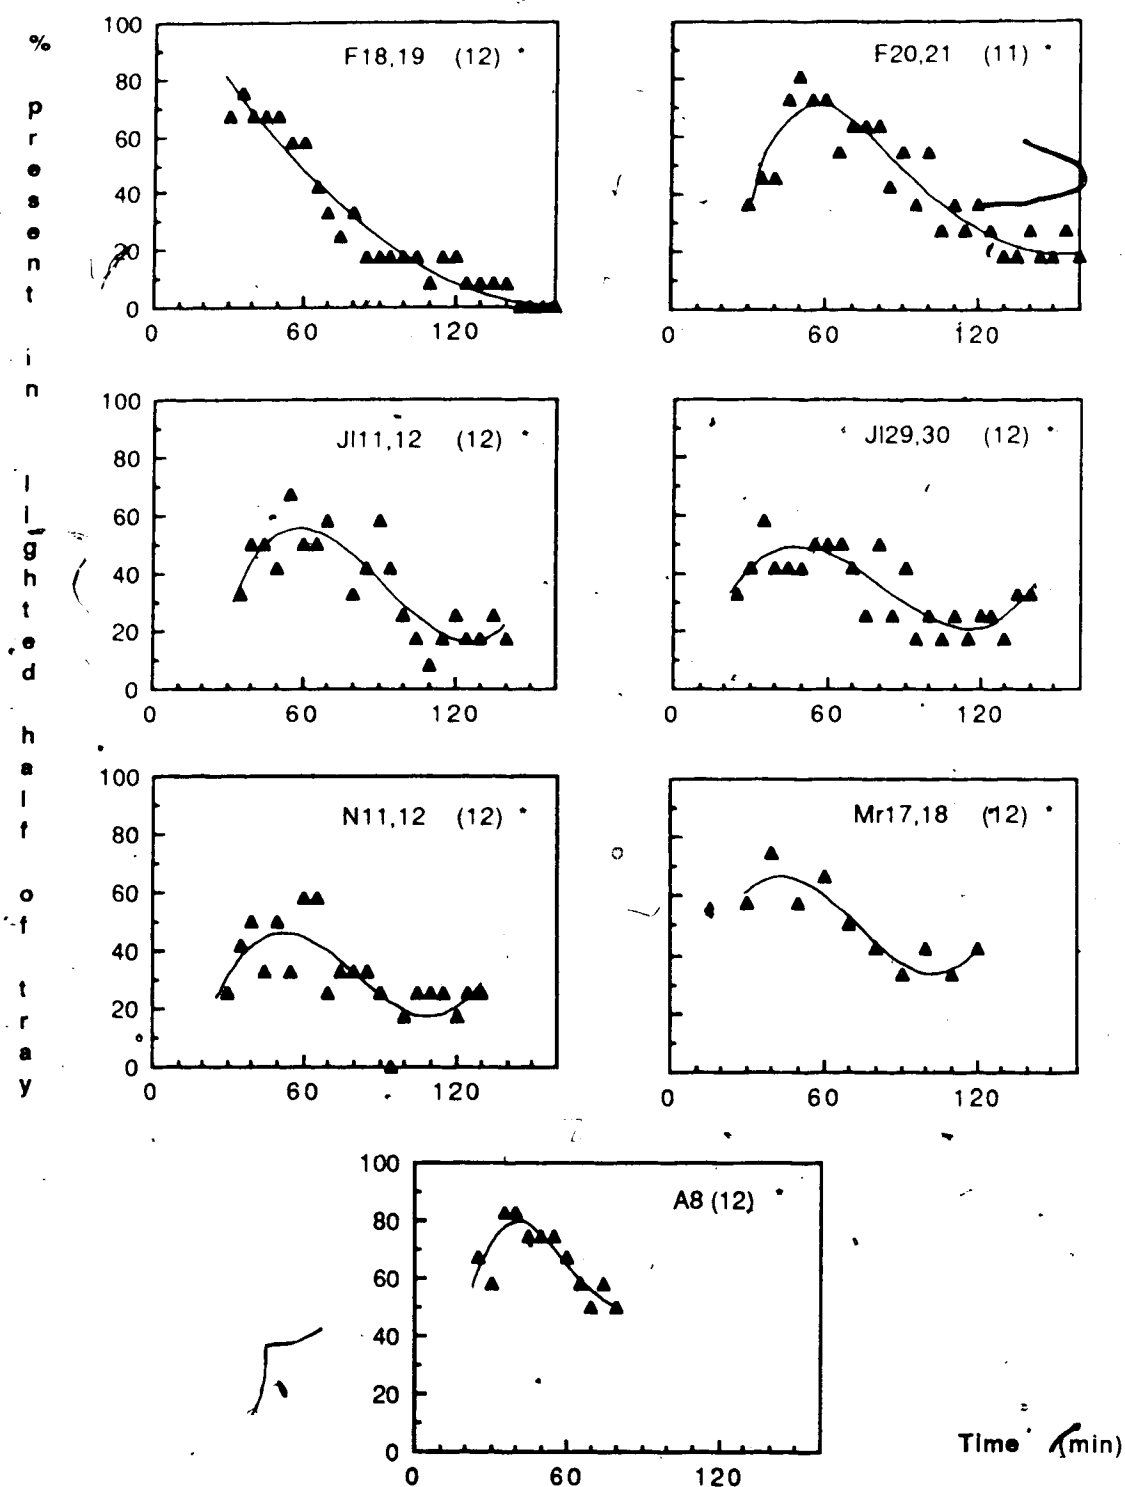 % present in lighted half of tray
100
80
60
40
20
0
0 60 120
F18,19 (12) *
0 60 120
F20,21 (11) *
100
80
60
40
20
0
0 60 120
Jl11,12 (12) *
0 60 120
Jl29,30 (12) *
100
80
60
40
20
0
0 60 120
N11,12 (12) *
0 60 120
Mr17,18 (12) *
100
80
60
40
20
0
0 60 120
A8 (12) *
Time (min)